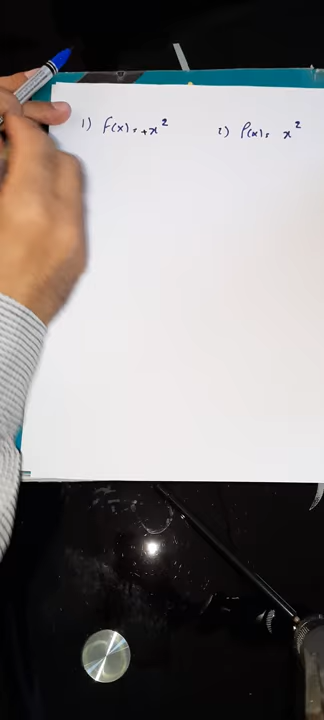 1) f(x) = +x² 2) f(x) = x²